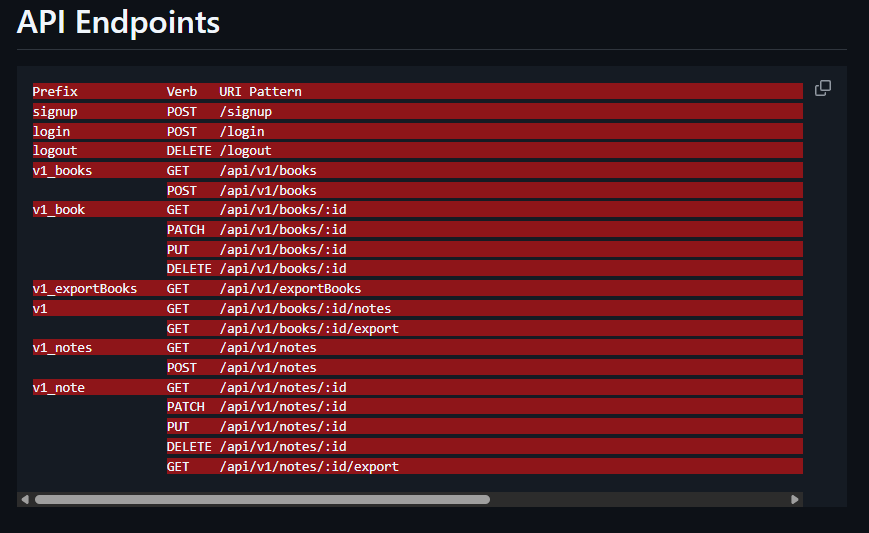 API Endpoints
Prefix Verb URI Pattern
signup POST /signup
login POST /login
logout DELETE /logout
v1_books GET /api/v1/books
POST /api/v1/books
v1_book GET /api/v1/books/:id
PATCH /api/v1/books/:id
PUT /api/v1/books/:id
DELETE /api/v1/books/:id
v1_exportBooks GET /api/v1/exportBooks
v1 GET /api/v1/books/:id/notes
GET /api/v1/books/:id/export
v1_notes GET /api/v1/notes
POST /api/v1/notes
v1_note GET /api/v1/notes/:id
PATCH /api/v1/notes/:id
PUT /api/v1/notes/:id
DELETE /api/v1/notes/:id
GET /api/v1/notes/:id/export